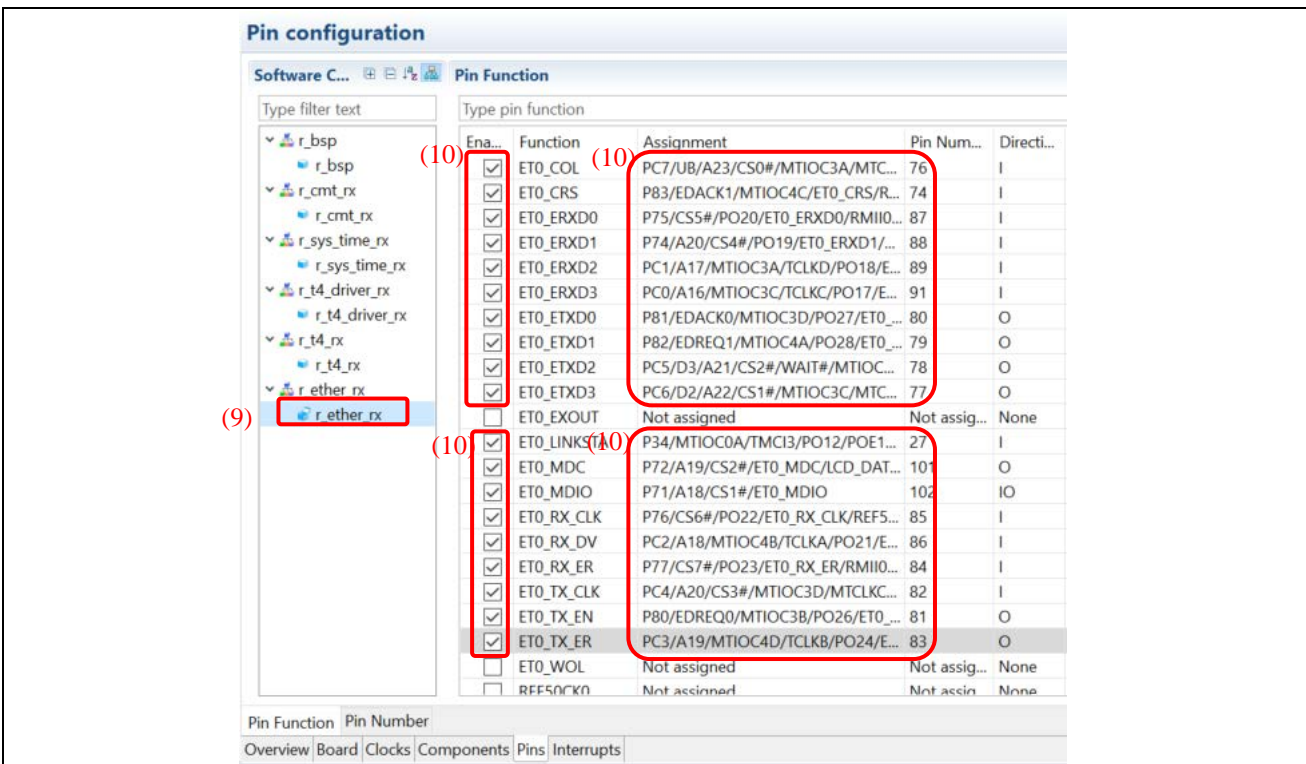 Pin configuration
Software C... Pin Function
Type filter text Type pin function
r_bsp
r_bsp
r_cmt_rx
r_cmt_rx
r_sys_time_rx
r_sys_time_rx
r_t4_driver_rx
r_t4_driver_rx
r_t4_rx
r_t4_rx
r_ether_rx
(9) r_ether_rx
Ena... Function Assignment Pin Num... Directi...
(10) (10)
ET0_COL PC7/UB/A23/CS0#/MTIOC3A/MTC... 76 I
ET0_CRS P83/EDACK1/MTIOC4C/ET0_CRS/R... 74 I
ET0_ERXD0 P75/CS5#/PO20/ET0_ERXD0/RMII0... 87 I
ET0_ERXD1 P74/A20/CS4#/PO19/ET0_ERXD1/... 88 I
ET0_ERXD2 PC1/A17/MTIOC3A/TCLKD/PO18/E... 89 I
ET0_ERXD3 PC0/A16/MTIOC3C/TCLKC/PO17/E... 91 I
ET0_ETXD0 P81/EDACK0/MTIOC3D/PO27/ET0_... 80 O
ET0_ETXD1 P82/EDREQ1/MTIOC4A/PO28/ET0_... 79 O
ET0_ETXD2 PC5/D3/A21/CS2#/WAIT#/MTIOC... 78 O
ET0_ETXD3 PC6/D2/A22/CS1#/MTIOC3C/MTC... 77 O
ET0_EXOUT Not assigned Not assig... None
(10) (10)
ET0_LINKSTA P34/MTIOC0A/TMCI3/PO12/POE1... 27 I
ET0_MDC P72/A19/CS2#/ET0_MDC/LCD_DAT... 101 O
ET0_MDIO P71/A18/CS1#/ET0_MDIO 102 IO
ET0_RX_CLK P76/CS6#/PO22/ET0_RX_CLK/REF5... 85 I
ET0_RX_DV PC2/A18/MTIOC4B/TCLKA/PO21/E... 86 I
ET0_RX_ER P77/CS7#/PO23/ET0_RX_ER/RMII0... 84 I
ET0_TX_CLK PC4/A20/CS3#/MTIOC3D/MTCLKC... 82 I
ET0_TX_EN P80/EDREQ0/MTIOC3B/PO26/ET0_... 81 O
ET0_TX_ER PC3/A19/MTIOC4D/TCLKB/PO24/E... 83 O
ET0_WOL Not assigned Not assig... None
REF50CK0 Not assigned Not assig... None
Pin Function Pin Number
Overview Board Clocks Components Pins Interrupts